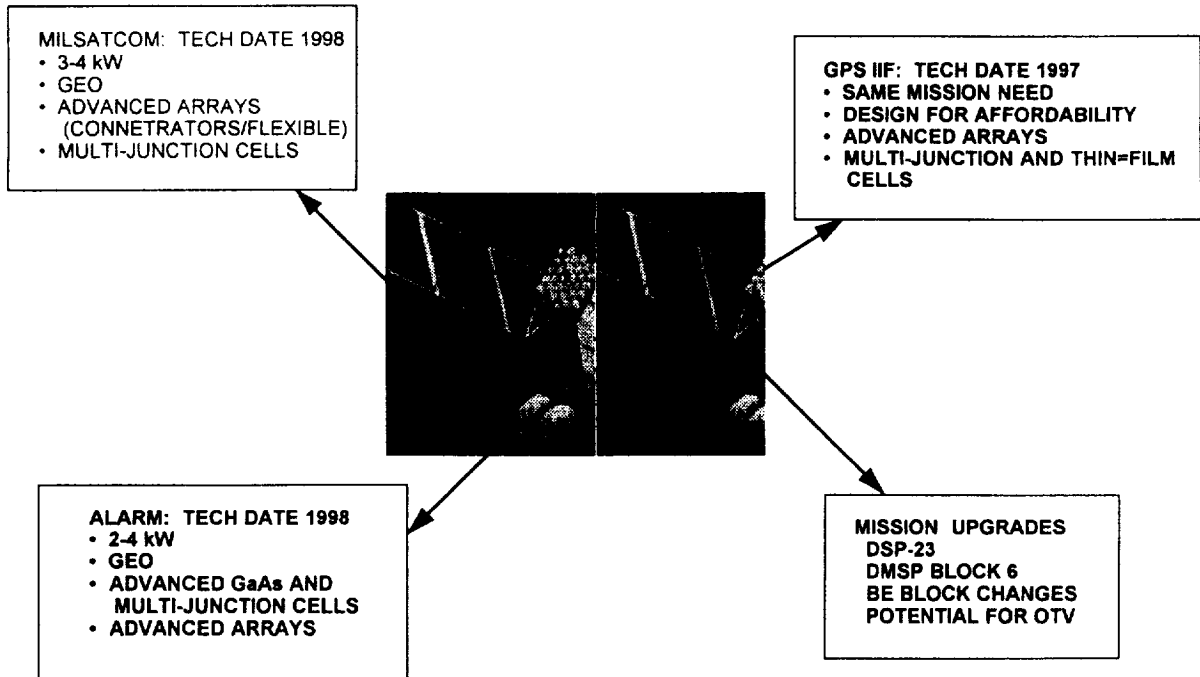 MILSATCOM: TECH DATE 1998
• 3-4 kW
• GEO
• ADVANCED ARRAYS
(CONNETRATORS/FLEXIBLE)
• MULTI-JUNCTION CELLS
GPS IIF: TECH DATE 1997
• SAME MISSION NEED
• DESIGN FOR AFFORDABILITY
• ADVANCED ARRAYS
• MULTI-JUNCTION AND THIN=FILM
CELLS
ALARM: TECH DATE 1998
• 2-4 kW
• GEO
• ADVANCED GaAs AND
MULTI-JUNCTION CELLS
• ADVANCED ARRAYS
MISSION UPGRADES
DSP-23
DMSP BLOCK 6
BE BLOCK CHANGES
POTENTIAL FOR OTV